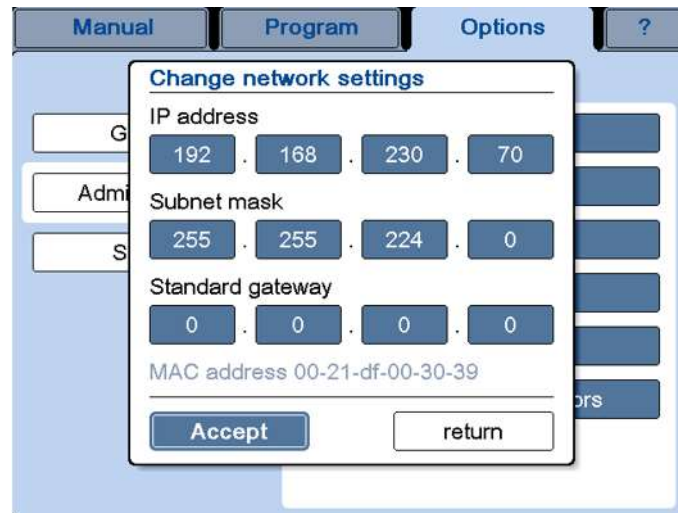 Manual Program Options ?
Change network settings
IP address
192 . 168 . 230 . 70
Subnet mask
255 . 255 . 224 . 0
Standard gateway
0 . 0 . 0 . 0
MAC address 00-21-df-00-30-39
Accept return